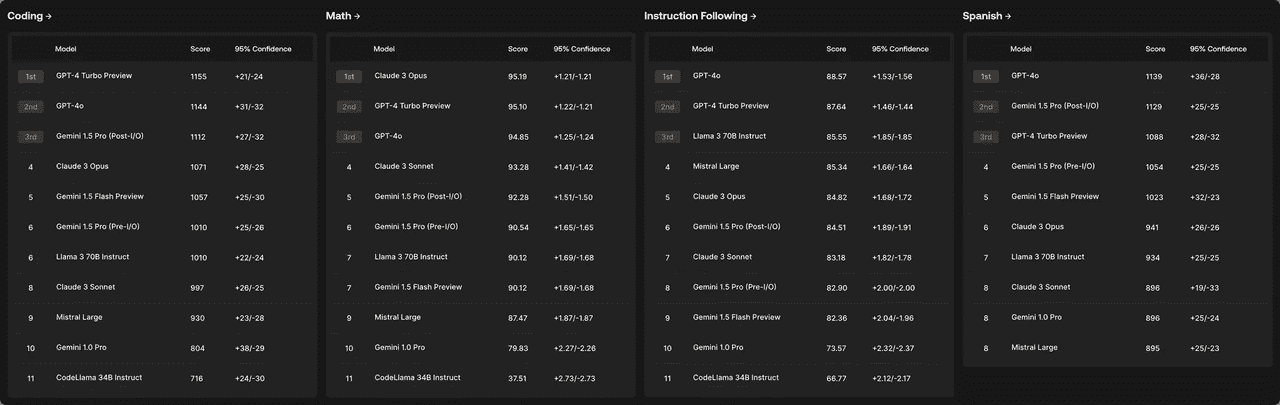 Coding →
Model Score 95% Confidence
1st GPT-4 Turbo Preview 1155 +21/-24
2nd GPT-4o 1144 +31/-32
3rd Gemini 1.5 Pro (Post-I/O) 1112 +27/-32
4 Claude 3 Opus 1071 +28/-25
5 Gemini 1.5 Flash Preview 1057 +25/-30
6 Gemini 1.5 Pro (Pre-I/O) 1010 +25/-26
6 Llama 3 70B Instruct 1010 +22/-24
8 Claude 3 Sonnet 997 +26/-25
9 Mistral Large 930 +23/-28
10 Gemini 1.0 Pro 804 +38/-29
11 CodeLlama 34B Instruct 716 +24/-30
Math →
Model Score 95% Confidence
1st Claude 3 Opus 95.19 +1.21/-1.21
2nd GPT-4 Turbo Preview 95.10 +1.22/-1.21
3rd GPT-4o 94.85 +1.25/-1.24
4 Claude 3 Sonnet 93.28 +1.41/-1.42
5 Gemini 1.5 Pro (Post-I/O) 92.28 +1.51/-1.50
6 Gemini 1.5 Pro (Pre-I/O) 90.54 +1.65/-1.65
7 Llama 3 70B Instruct 90.12 +1.69/-1.68
7 Gemini 1.5 Flash Preview 90.12 +1.69/-1.68
9 Mistral Large 87.47 +1.87/-1.87
10 Gemini 1.0 Pro 79.83 +2.27/-2.26
11 CodeLlama 34B Instruct 37.51 +2.73/-2.73
Instruction Following →
Model Score 95% Confidence
1st GPT-4o 88.57 +1.53/-1.56
2nd GPT-4 Turbo Preview 87.64 +1.46/-1.44
3rd Llama 3 70B Instruct 85.55 +1.85/-1.85
4 Mistral Large 85.34 +1.66/-1.64
5 Claude 3 Opus 84.82 +1.68/-1.72
6 Gemini 1.5 Pro (Post-I/O) 84.51 +1.89/-1.91
7 Claude 3 Sonnet 83.18 +1.82/-1.78
8 Gemini 1.5 Pro (Pre-I/O) 82.90 +2.00/-2.00
9 Gemini 1.5 Flash Preview 82.36 +2.04/-1.96
10 Gemini 1.0 Pro 73.57 +2.32/-2.37
11 CodeLlama 34B Instruct 66.77 +2.12/-2.17
Spanish →
Model Score 95% Confidence
1st GPT-4o 1139 +36/-28
2nd Gemini 1.5 Pro (Post-I/O) 1129 +25/-25
3rd GPT-4 Turbo Preview 1088 +28/-32
4 Gemini 1.5 Pro (Pre-I/O) 1054 +25/-25
5 Gemini 1.5 Flash Preview 1023 +32/-23
6 Claude 3 Opus 941 +26/-26
7 Llama 3 70B Instruct 934 +25/-25
8 Claude 3 Sonnet 896 +19/-33
8 Gemini 1.0 Pro 896 +25/-24
8 Mistral Large 895 +25/-23